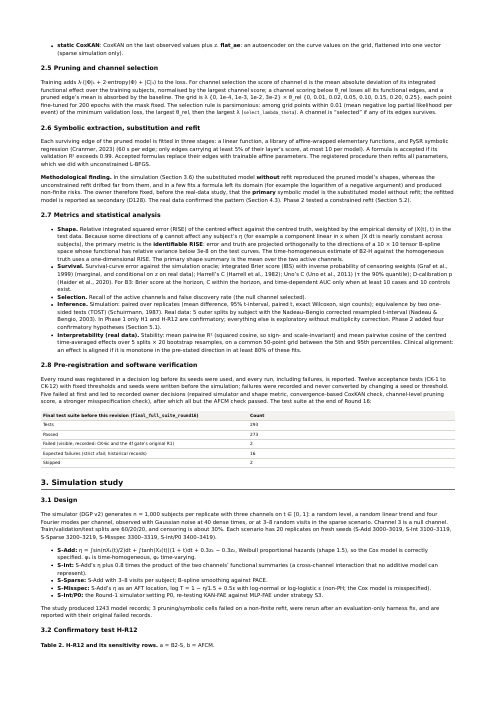 • static CoxKAN: CoxKAN on the last observed values plus z. flat_ae: an autoencoder on the curve values on the grid, flattened into one vector
(sparse simulation only).
2.5 Pruning and channel selection
to the loss. For channel selection the score of channel d is the mean absolute deviation of its integrated
functional effect over the training subjects, normalised by the largest channel score; a channel scoring below θ_rel loses all its functional edges, and a
pruned edge's mean is absorbed by the baseline. The grid is λ {0, 1e-4, 1e-3, 1e-2, 3e-2} × θ_rel {0, 0.01, 0.02, 0.05, 0.10, 0.15, 0.20, 0.25}, each point
fine-tuned for 200 epochs with the mask fixed. The selection rule is parsimonious: among grid points within 0.01 (mean negative log partial likelihood per
event) of the minimum validation loss, the largest θ_rel, then the largest λ (select_lambda_theta). A channel is "selected" if any of its edges survives.
2.6 Symbolic extraction, substitution and refit
Each surviving edge of the pruned model is fitted in three stages: a linear function, a library of affine-wrapped elementary functions, and PySR symbolic
regression (Cranmer, 2023) (60 s per edge; only edges carrying at least 5% of their layer's score, at most 10 per model). A formula is accepted if its
validation R² exceeds 0.99. Accepted formulas replace their edges with trainable affine parameters. The registered procedure then refits all parameters,
which we did with unconstrained L-BFGS.
Methodological finding. In the simulation (Section 3.6) the substituted model without refit reproduced the pruned model's shapes, whereas the
unconstrained refit drifted far from them, and in a few fits a formula left its domain (for example the logarithm of a negative argument) and produced
non-finite risks. The owner therefore fixed, before the real-data study, that the primary symbolic model is the substituted model without refit; the refitted
model is reported as secondary (D128). The real data confirmed the pattern (Section 4.3). Phase 2 tested a constrained refit (Section 5.2).
2.7 Metrics and statistical analysis
• Shape. Relative integrated squared error (RISE) of the centred effect against the centred truth, weighted by the empirical density of (X(t), t) in the
test data. Because some directions of g cannot affect any subject's η (for example a component linear in x when ∫X dt is nearly constant across
subjects), the primary metric is the identifiable RISE: error and truth are projected orthogonally to the directions of a 10 × 10 tensor B-spline
space whose functional has relative variance below 3e-8 on the test curves. The time-homogeneous estimate of B2-H against the homogeneous
truth uses a one-dimensional RISE. The primary shape summary is the mean over the two active channels.
• Survival. Survival-curve error against the simulation oracle; integrated Brier score (IBS) with inverse probability of censoring weights (Graf et al.,
1999) (marginal, and conditional on z on real data); Harrell's C (Harrell et al., 1982); Uno's C (Uno et al., 2011) (τ the 90% quantile); D-calibration p
(Haider et al., 2020). For B3: Brier score at the horizon, C within the horizon, and time-dependent AUC only when at least 10 cases and 10 controls
exist.
• Selection. Recall of the active channels and false discovery rate (the null channel selected).
• Inference. Simulation: paired over replicates (mean difference, 95% t-interval, paired t, exact Wilcoxon, sign counts); equivalence by two one-
sided tests (TOST) (Schuirmann, 1987). Real data: 5 outer splits by subject with the Nadeau-Bengio corrected resampled t-interval (Nadeau &
Bengio, 2003). In Phase 1 only H1 and H-R12 are confirmatory; everything else is exploratory without multiplicity correction. Phase 2 added four
confirmatory hypotheses (Section 5.1).
• Interpretability (real data). Stability: mean pairwise R² (squared cosine, so sign- and scale-invariant) and mean pairwise cosine of the centred
time-averaged effects over 5 splits × 20 bootstrap resamples, on a common 50-point grid between the 5th and 95th percentiles. Clinical alignment:
an effect is aligned if it is monotone in the pre-stated direction in at least 80% of these fits.
2.8 Pre-registration and software verification
Every round was registered in a decision log before its seeds were used, and every run, including failures, is reported. Twelve acceptance tests (CK-1 to
CK-12) with fixed thresholds and seeds were written before the simulation; failures were recorded and never converted by changing a seed or threshold.
Five failed at first and led to recorded owner decisions (repaired simulator and shape metric, convergence-based CoxKAN check, channel-level pruning
score, a stronger misspecification check), after which all but the AFCM check passed. The test suite at the end of Round 16:
Final test suite before this revision (final_full_suite_round16) Count
Tests 293
Passed 273
Failed (visible, recorded: CK-6c and the 4f gate's original R1) 2
Expected failures (strict xfail; historical records) 16
Skipped 2
3. Simulation study
3.1 Design
The simulator (DGP v2) generates n = 1,000 subjects per replicate with three channels on t ∈ [0, 1]: a random level, a random linear trend and four
Fourier modes per channel, observed with Gaussian noise at 40 dense times, or at 3–8 random visits in the sparse scenario. Channel 3 is a null channel.
Train/validation/test splits are 60/20/20, and censoring is about 30%. Each scenario has 20 replicates on fresh seeds (S-Add 3000–3019, S-Int 3100–3119,
S-Sparse 3200–3219, S-Misspec 3300–3319, S-Int/P0 3400–3419).
• S-Add: η = ∫sin(πX₁(t)/2)dt + ∫tanh(X₂(t))(1 + t)dt + 0.3z₁ − 0.3z₂, Weibull proportional hazards (shape 1.5), so the Cox model is correctly
specified. g₁ is time-homogeneous, g₂ time-varying.
• S-Int: S-Add's η plus 0.8 times the product of the two channels' functional summaries (a cross-channel interaction that no additive model can
represent).
• S-Sparse: S-Add with 3–8 visits per subject; B-spline smoothing against PACE.
• S-Misspec: S-Add's η as an AFT location, log T = 1 − η/1.5 + 0.5ε with log-normal or log-logistic ε (non-PH; the Cox model is misspecified).
• S-Int/P0: the Round-1 simulator setting P0, re-testing KAN-FAE against MLP-FAE under strategy S3.
The study produced 1243 model records; 3 pruning/symbolic cells failed on a non-finite refit, were rerun after an evaluation-only harness fix, and are
reported with their original failed records.
3.2 Confirmatory test H-R12
Table 2. H-R12 and its sensitivity rows. a = B2-S, b = AFCM.